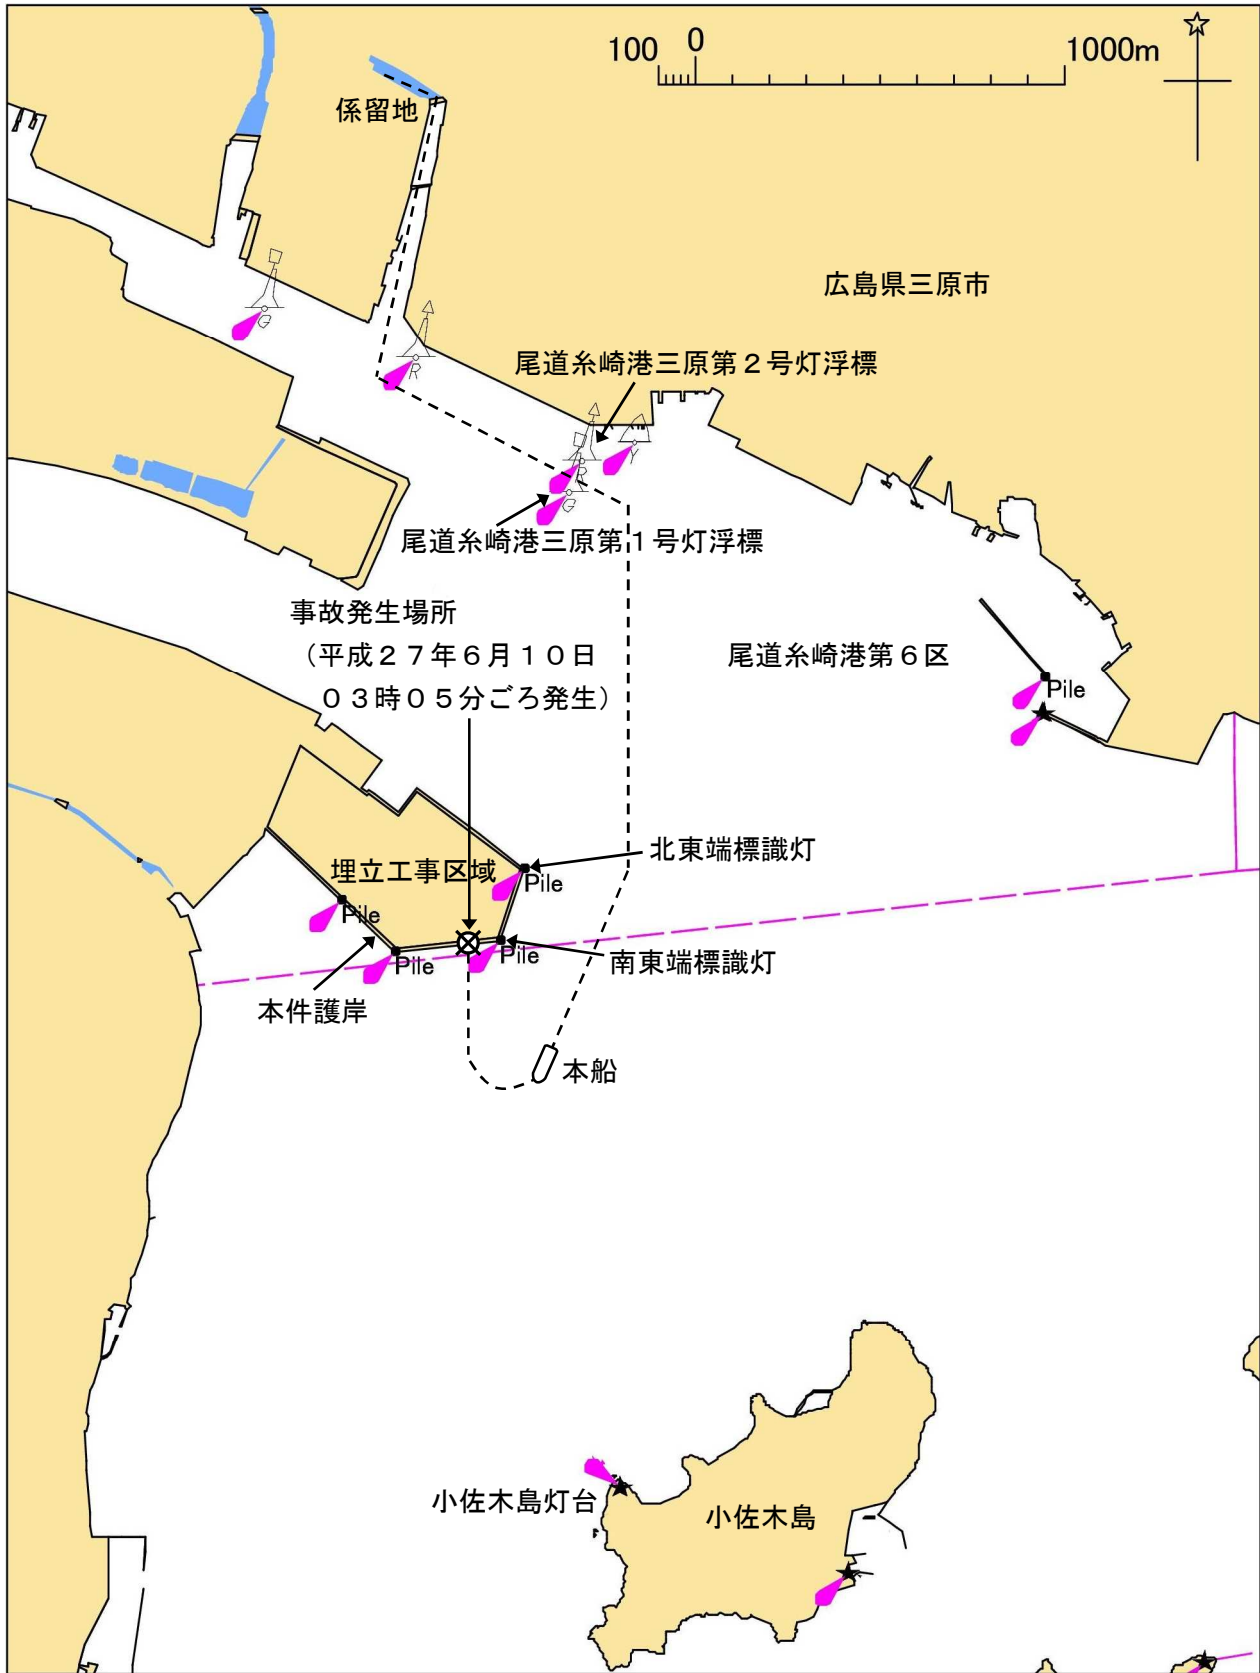 100 0 1000m
係留地
広島県三原市
G
R
尾道糸崎港三原第２号灯浮標
R
Y
G
尾道糸崎港三原第１号灯浮標
事故発生場所
（平成２７年６月１０日
０３時０５分ごろ発生）
尾道糸崎港第６区
Pile
北東端標識灯
埋立工事区域
Pile
Pile
Pile
Pile
南東端標識灯
本件護岸
本船
小佐木島灯台
小佐木島